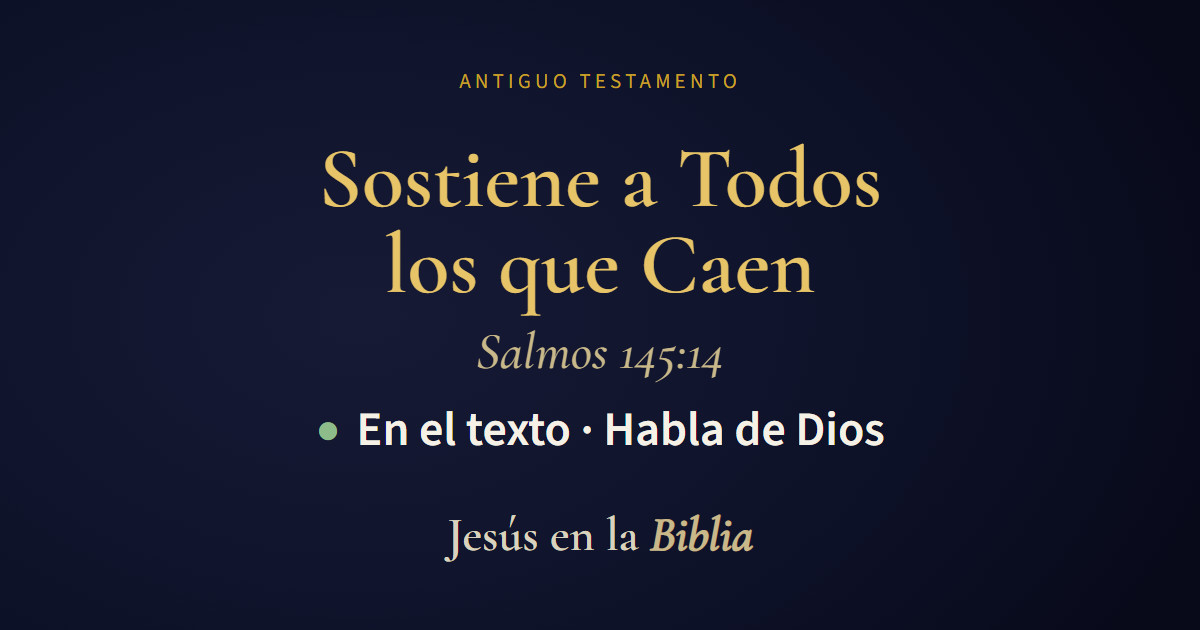 ANTIGUO TESTAMENTO
Sostiene a Todos
los que Caen
Salmos 145:14
En el texto · Habla de Dios
Jesús en la Biblia